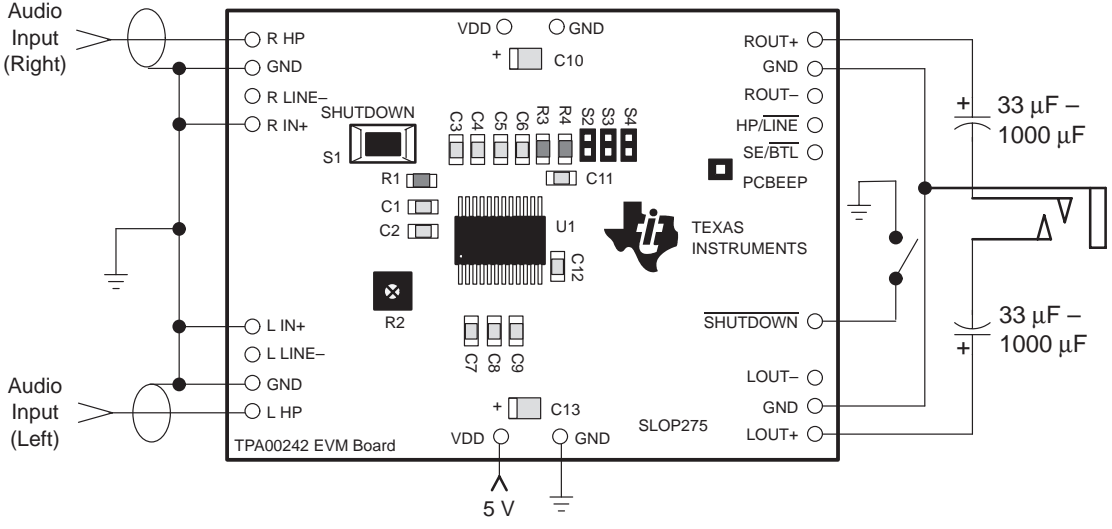 Audio
Input
(Right)
R HP
GND
R LINE–
R IN+
SHUTDOWN
S1
VDD
GND
+
C10
C3
C4
C5
C6
R3
R4
S2
S3
S4
C11
R1
C1
C2
U1
C12
R2
C7
C8
C9
TEXAS
INSTRUMENTS
PCBEEP
ROUT+
GND
ROUT–
HP/LINE
SE/BTL
SHUTDOWN
LOUT–
GND
LOUT+
+
33 µF –
1000 µF
33 µF –
1000 µF
+
L IN+
L LINE–
GND
L HP
Audio
Input
(Left)
+
C13
VDD
GND
SLOP275
TPA00242 EVM Board
5 V